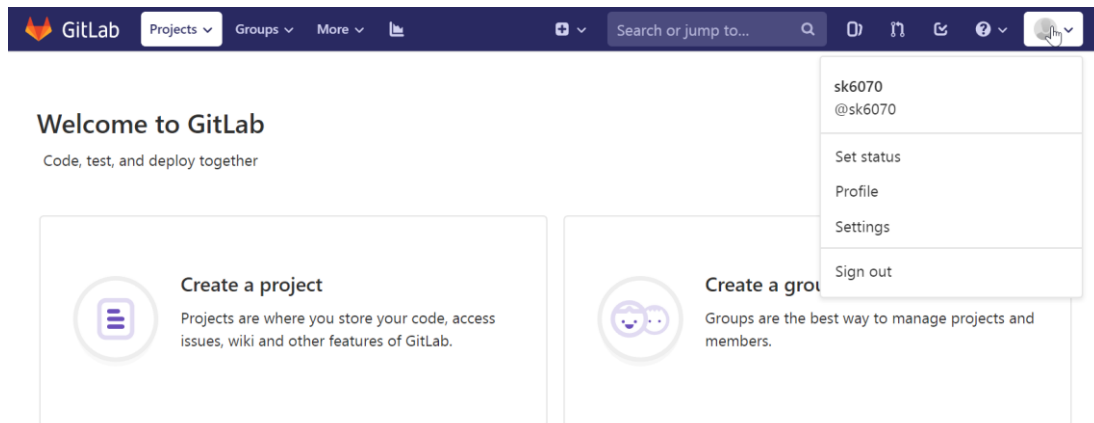 GitLab Projects Groups More Search or jump to...
sk6070
@sk6070
Set status
Profile
Settings
Sign out
Welcome to GitLab
Code, test, and deploy together
Create a project
Projects are where you store your code, access
issues, wiki and other features of GitLab.
Create a grou
Groups are the best way to manage projects and
members.